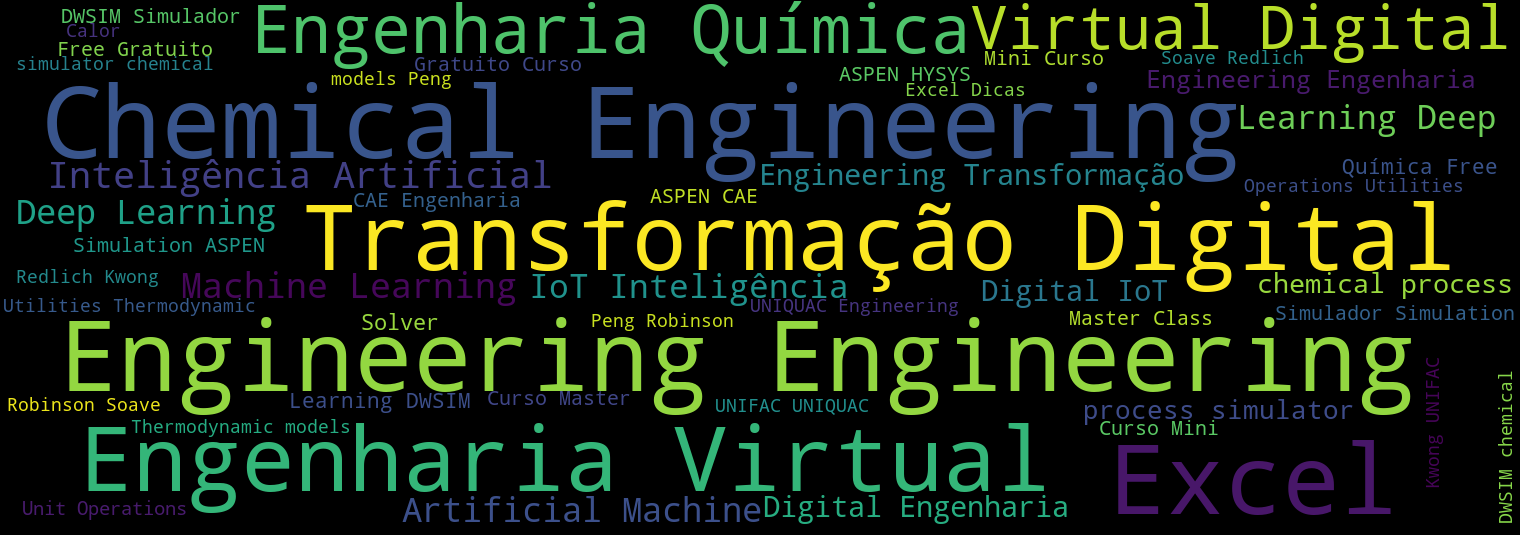 DWSIM Simulador
Engenharia Química
Virtual Digital
Calor
Free Gratuito
simulator chemical
Gratuito Curso
models Peng
ASPEN HYSYS
Mini Curso
Soave Redlich
Excel Dicas
Engineering Engenharia
Chemical Engineering
Learning Deep
Inteligência Artificial
Engineering Transformação
Química Free
Operations Utilities
CAE Engenharia
ASPEN CAE
Deep Learning
Transformação Digital
Simulation ASPEN
Redlich Kwong
Machine Learning
IoT Inteligência
Digital IoT
chemical process
Utilities Thermodynamic
UNIQUAC Engineering
Simulador Simulation
Solver
Peng Robinson
Master Class
Engineering Engineering
Robinson Soave
Learning DWSIM
Curso Master
UNIFAC UNIQUAC
process simulator
Kwong UNIFAC
DWSIM chemical
Thermodynamic models
Curso Mini
Engenharia Virtual
Excel
Unit Operations
Artificial Machine
Digital Engenharia